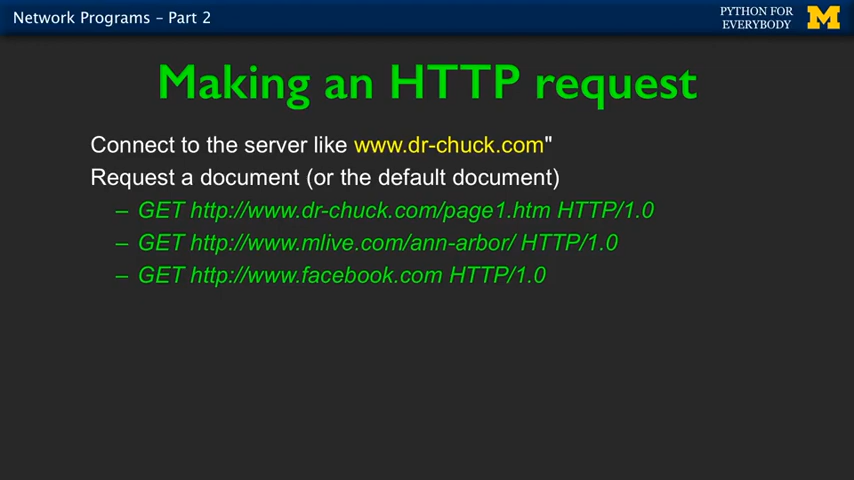 Network Programs – Part 2
PYTHON FOR
EVERYBODY
M
Making an HTTP request
Connect to the server like www.dr-chuck.com"
Request a document (or the default document)
– GET http://www.dr-chuck.com/page1.htm HTTP/1.0
– GET http://www.mlive.com/ann-arbor/ HTTP/1.0
– GET http://www.facebook.com HTTP/1.0